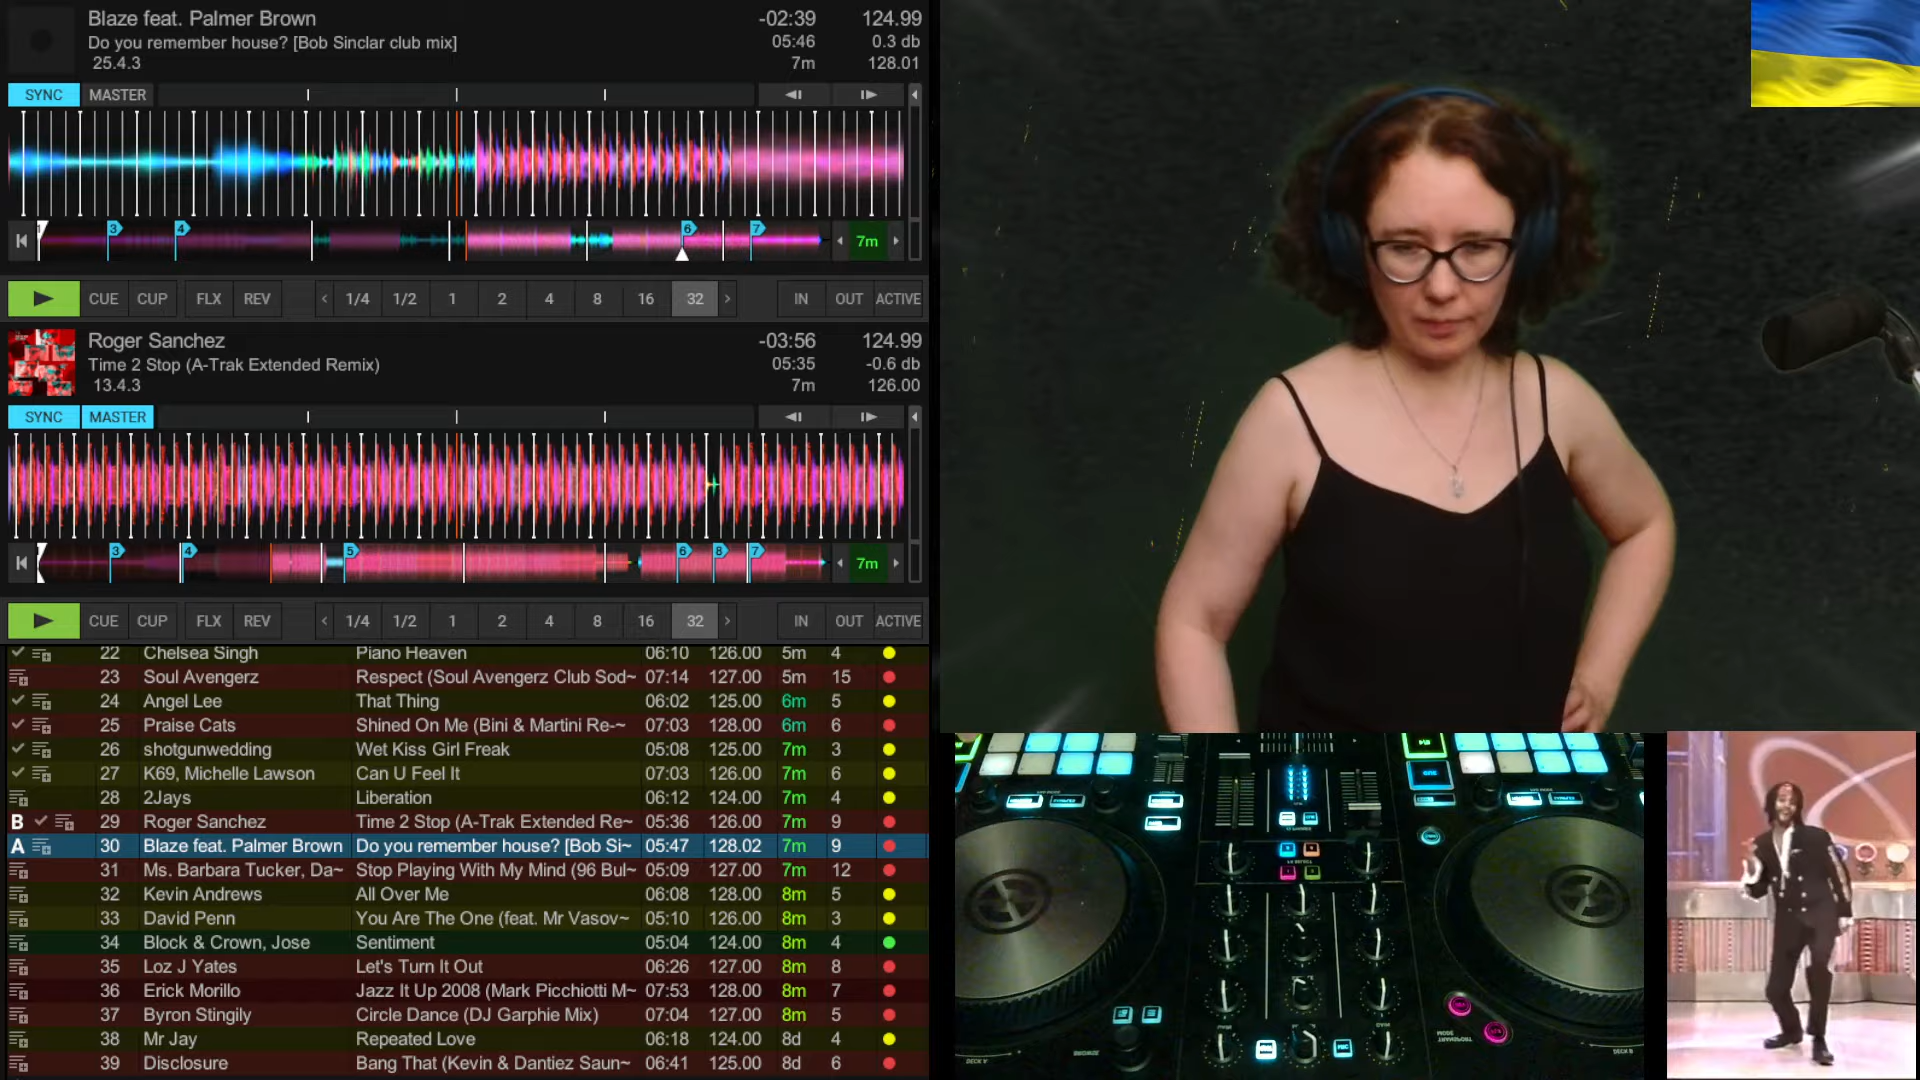 Blaze feat. Palmer Brown -02:39 124.99
Do you remember house? [Bob Sinclar club mix] 05:46 0.3 db
25.4.3 7m 128.01
SYNC MASTER
3 4 6 7 7m
CUE CUP FLX REV 1/4 1/2 1 2 4 8 16 32 IN OUT ACTIVE
Roger Sanchez -03:56 124.99
Time 2 Stop (A-Trak Extended Remix) 05:35 -0.6 db
13.4.3 7m 126.00
SYNC MASTER
3 4 5 6 8 7 7m
CUE CUP FLX REV 1/4 1/2 1 2 4 8 16 32 IN OUT ACTIVE
22 Chelsea Singh Piano Heaven 06:10 126.00 5m 4
23 Soul Avengerz Respect (Soul Avengerz Club Sod~ 07:14 127.00 5m 15
24 Angel Lee That Thing 06:02 125.00 6m 5
25 Praise Cats Shined On Me (Bini & Martini Re-~ 07:03 128.00 6m 6
26 shotgunwedding Wet Kiss Girl Freak 05:08 125.00 7m 3
27 K69, Michelle Lawson Can U Feel It 07:03 126.00 7m 6
28 2Jays Liberation 06:12 124.00 7m 4
B 29 Roger Sanchez Time 2 Stop (A-Trak Extended Re~ 05:36 126.00 7m 9
A 30 Blaze feat. Palmer Brown Do you remember house? [Bob Si~ 05:47 128.02 7m 9
31 Ms. Barbara Tucker, Da~ Stop Playing With My Mind (96 Bul~ 05:09 127.00 7m 12
32 Kevin Andrews All Over Me 06:08 128.00 8m 5
33 David Penn You Are The One (feat. Mr Vasov~ 05:10 126.00 8m 3
34 Block & Crown, Jose Sentiment 05:04 124.00 8m 4
35 Loz J Yates Let's Turn It Out 06:26 127.00 8m 8
36 Erick Morillo Jazz It Up 2008 (Mark Picchiotti M~ 07:53 128.00 8m 7
37 Byron Stingily Circle Dance (DJ Garphie Mix) 07:04 127.00 8m 5
38 Mr Jay Repeated Love 06:18 124.00 8d 4
39 Disclosure Bang That (Kevin & Dantiez Saun~ 06:41 125.00 8d 6